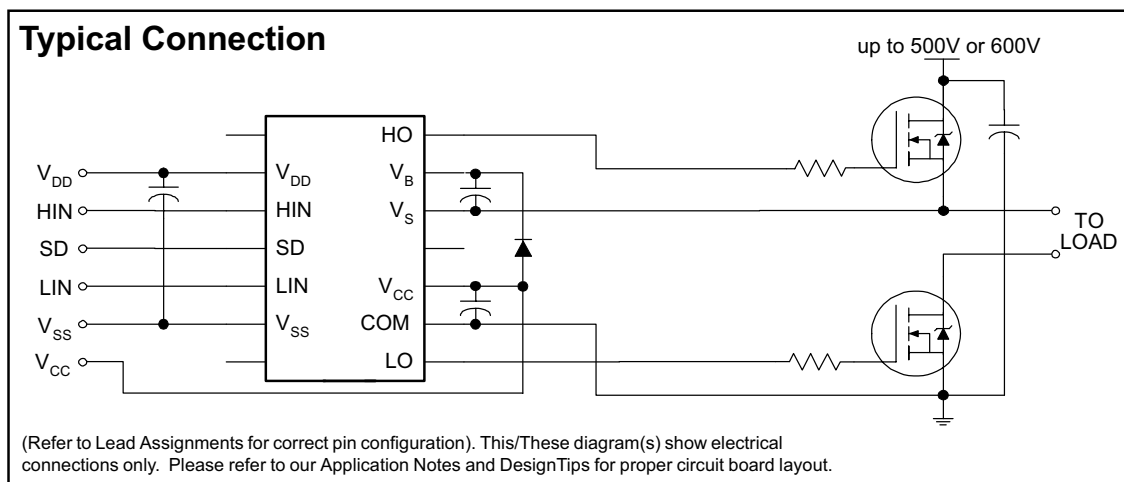 Typical Connection
up to 500V or 600V
HO
V_DD
V_DD
V_B
HIN
HIN
V_S
TO
LOAD
SD
SD
LIN
LIN
V_CC
V_SS
V_SS
COM
V_CC
LO
(Refer to Lead Assignments for correct pin configuration). This/These diagram(s) show electrical
connections only. Please refer to our Application Notes and DesignTips for proper circuit board layout.